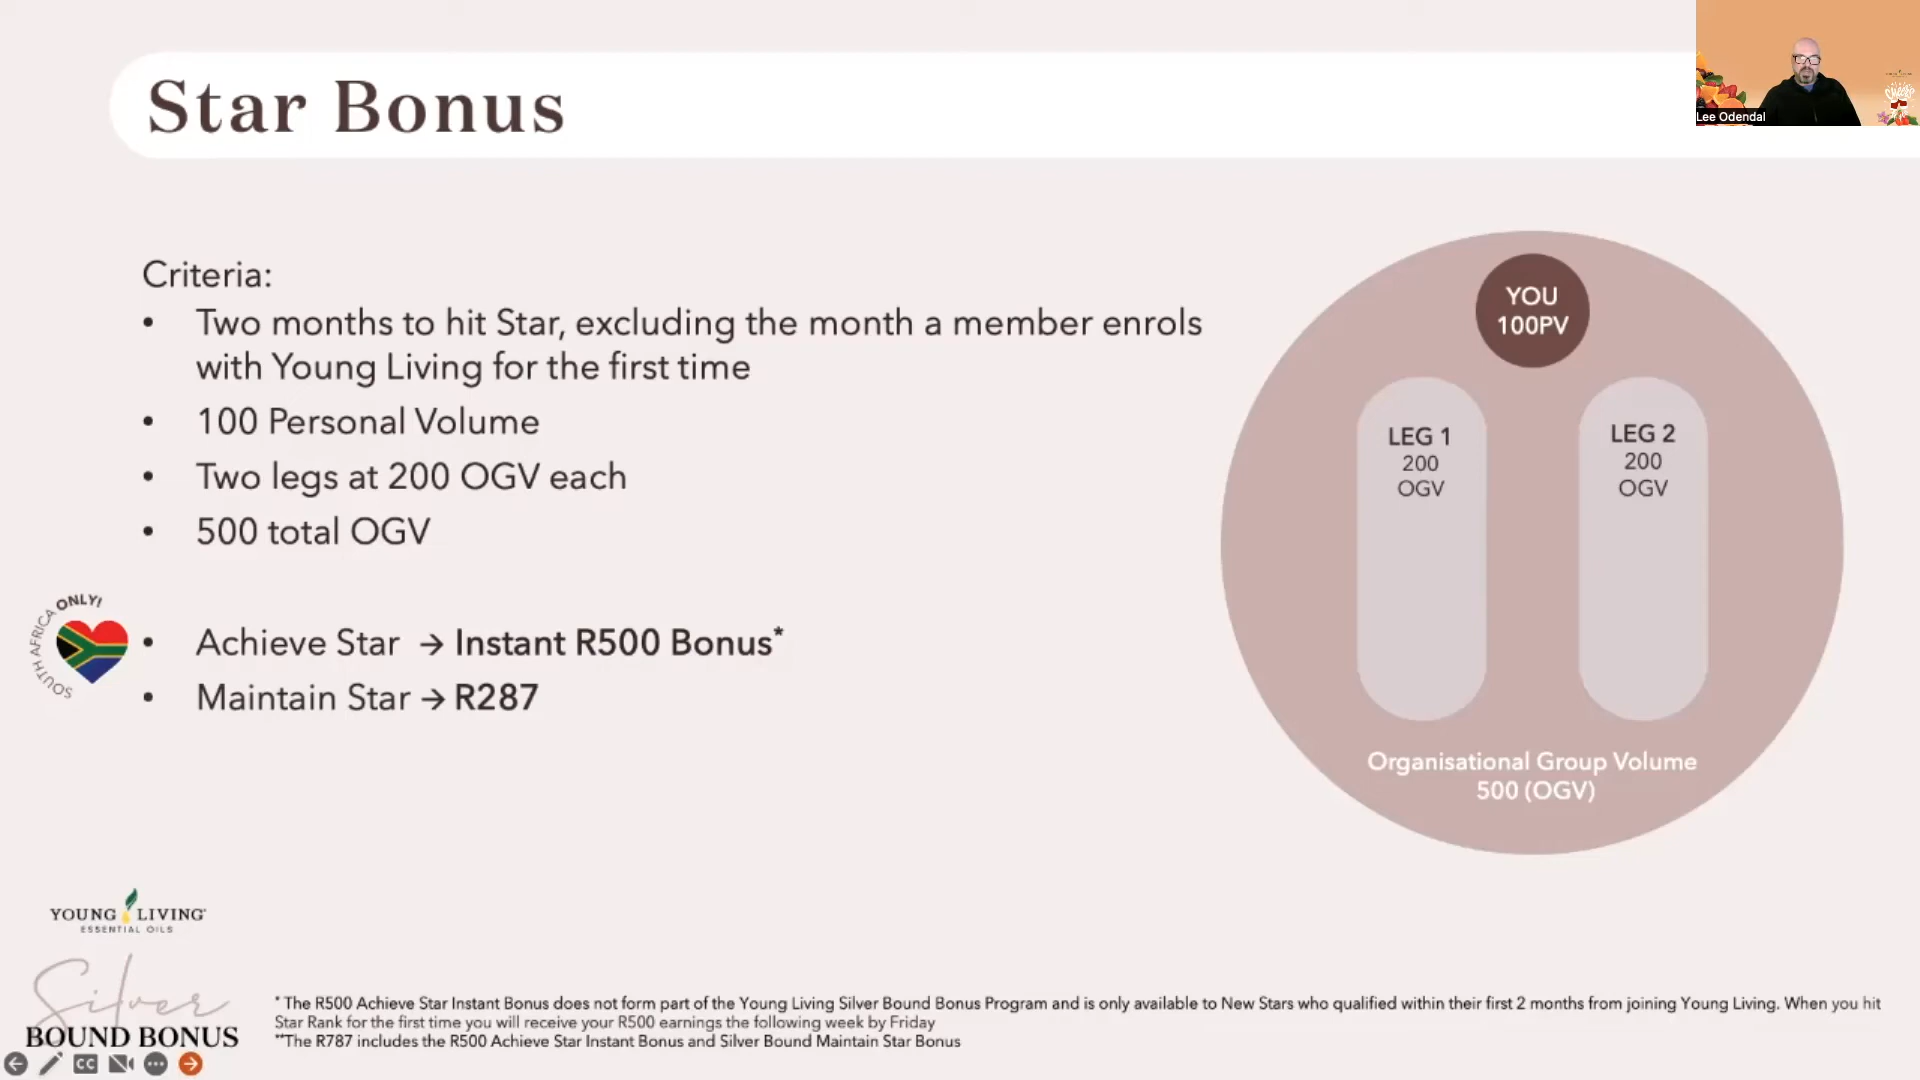 Star Bonus
Lee Odendal
Criteria:
• Two months to hit Star, excluding the month a member enrols
with Young Living for the first time
• 100 Personal Volume
• Two legs at 200 OGV each
• 500 total OGV
SOUTH AFRICA ONLY!
• Achieve Star → Instant R500 Bonus*
• Maintain Star → R287
YOU
100PV
LEG 1
200
OGV
LEG 2
200
OGV
Organisational Group Volume
500 (OGV)
YOUNG LIVING
ESSENTIAL OILS
Silver
BOUND BONUS
* The R500 Achieve Star Instant Bonus does not form part of the Young Living Silver Bound Bonus Program and is only available to New Stars who qualified within their first 2 months from joining Young Living. When you hit
Star Rank for the first time you will receive your R500 earnings the following week by Friday
**The R787 includes the R500 Achieve Star Instant Bonus and Silver Bound Maintain Star Bonus
CC